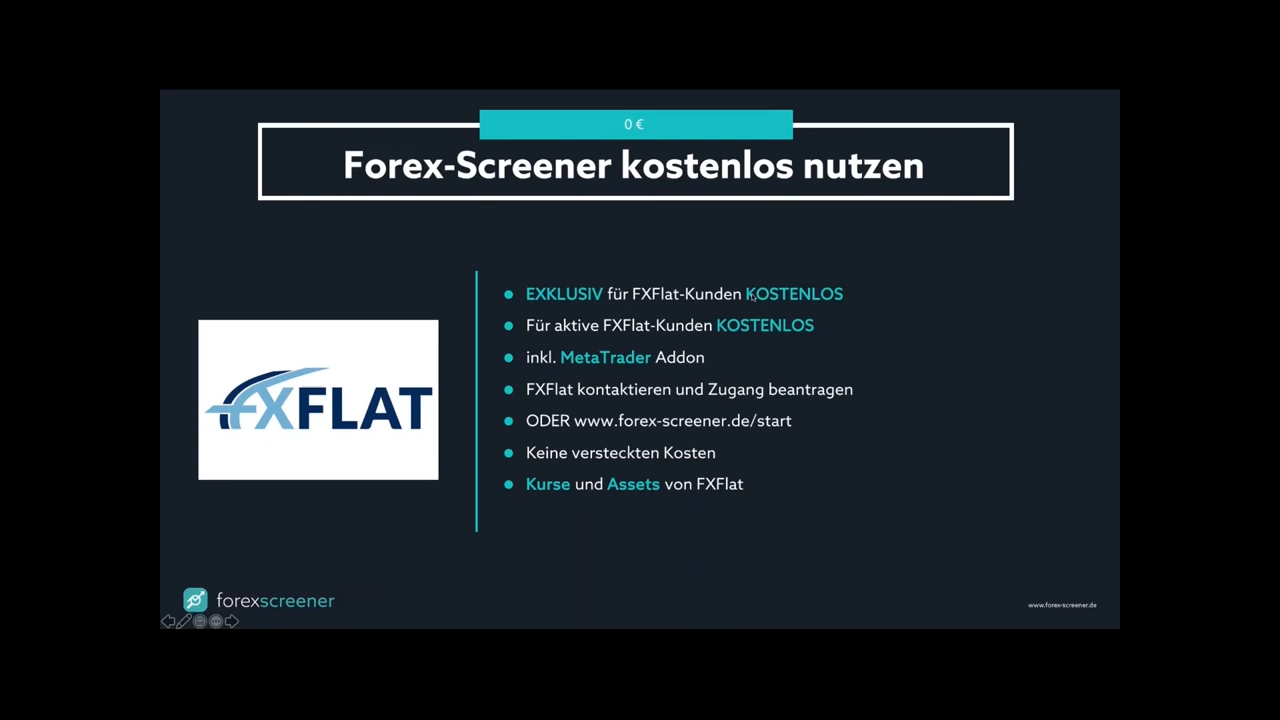 0 €
Forex-Screener kostenlos nutzen
EXKLUSIV für FXFlat-Kunden KOSTENLOS
Für aktive FXFlat-Kunden KOSTENLOS
inkl. MetaTrader Addon
FXFlat kontaktieren und Zugang beantragen
ODER www.forex-screener.de/start
Keine versteckten Kosten
Kurse und Assets von FXFlat
FXFLAT
forexscreener
www.forex-screener.de